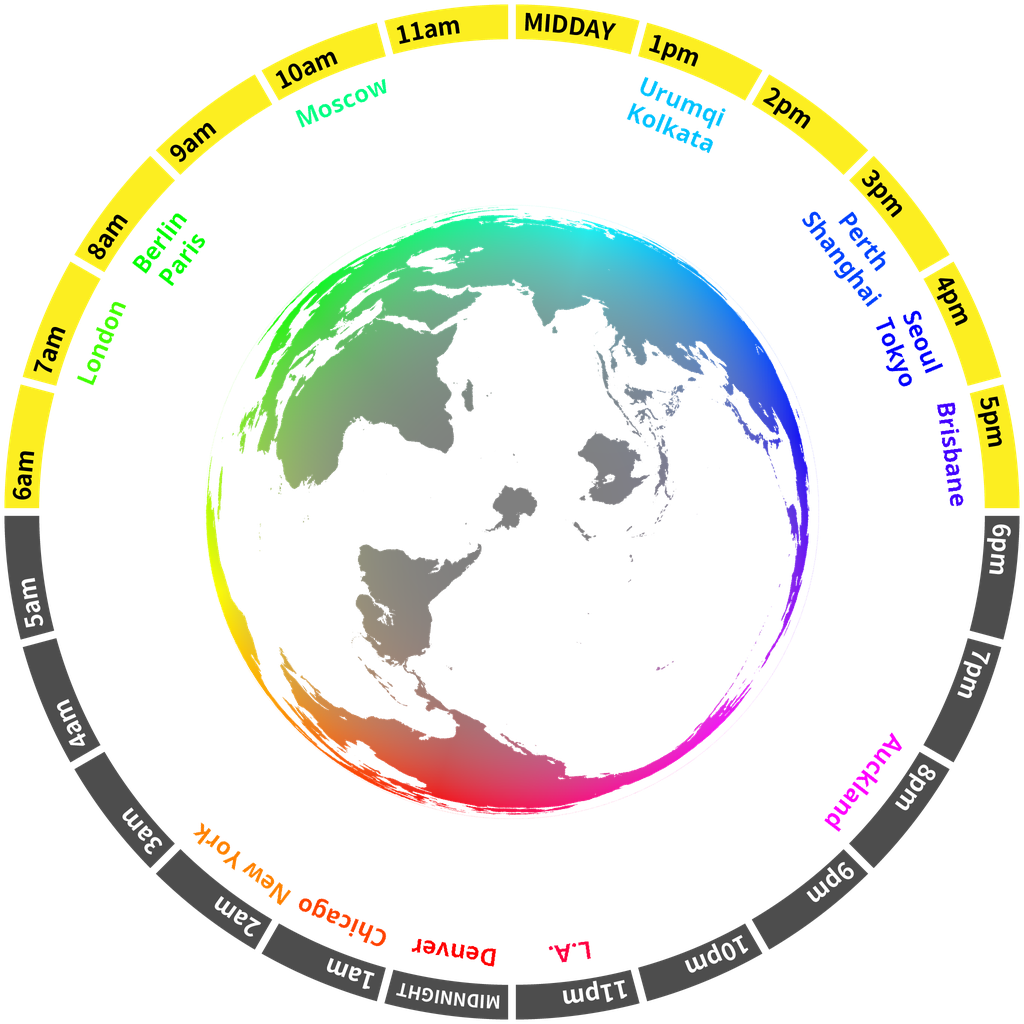 MIDDAY
1pm
2pm
3pm
4pm
5pm
6pm
7pm
8pm
9pm
10pm
11pm
MIDNNIGHT
1am
2am
3am
4am
5am
6am
7am
8am
9am
10am
11am
Urumqi
Kolkata
Perth
Shanghai
Seoul
Tokyo
Brisbane
Auckland
L.A.
Denver
Chicago
New York
London
Berlin
Paris
Moscow